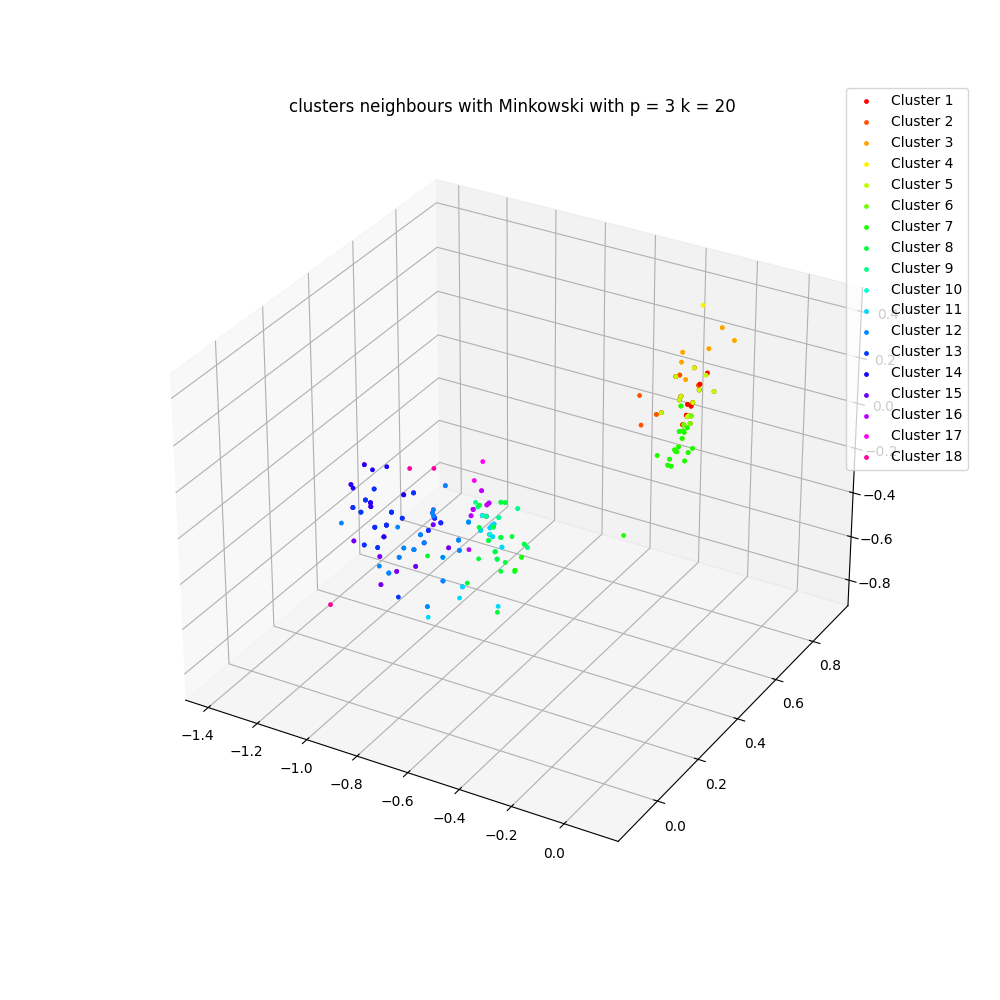 clusters neighbours with Minkowski with p = 3 k = 20
Cluster 1
Cluster 2
Cluster 3
Cluster 4
Cluster 5
Cluster 6
Cluster 7
Cluster 8
Cluster 9
Cluster 10
Cluster 11
Cluster 12
Cluster 13
Cluster 14
Cluster 15
Cluster 16
Cluster 17
Cluster 18
0.4
0.2
0.0
−0.2
−0.4
−0.6
−0.8
0.8
0.6
0.4
0.2
0.0
−1.4
−1.2
−1.0
−0.8
−0.6
−0.4
−0.2
0.0